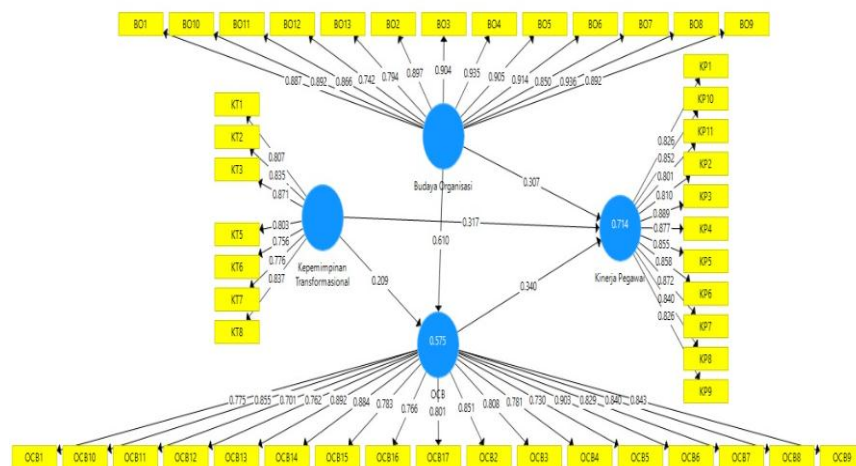 BO1 BO10 BO11 BO12 BO13 BO2 BO3 BO4 BO5 BO6 BO7 BO8 BO9
0.887 0.892 0.866 0.742 0.794 0.897 0.904 0.935 0.905 0.914 0.850 0.936 0.892
KT1
KT2
KT3
KT5
KT6
KT7
KT8
0.807
0.835
0.871
0.803
0.756
0.776
0.837
Kepemimpinan
Transformasional
Budaya Organisasi
0.307
0.317
0.610
0.209
0.340
0.714
Kinerja Pegawai
0.575
OCB
KP1
KP10
KP11
KP2
KP3
KP4
KP5
KP6
KP7
KP8
KP9
0.826
0.852
0.801
0.810
0.889
0.877
0.855
0.858
0.872
0.840
0.826
0.775 0.855 0.701 0.762 0.892 0.884 0.783 0.766 0.801 0.851 0.808 0.781 0.730 0.903 0.829 0.840 0.843
OCB1 OCB10 OCB11 OCB12 OCB13 OCB14 OCB15 OCB16 OCB17 OCB2 OCB3 OCB4 OCB5 OCB6 OCB7 OCB8 OCB9